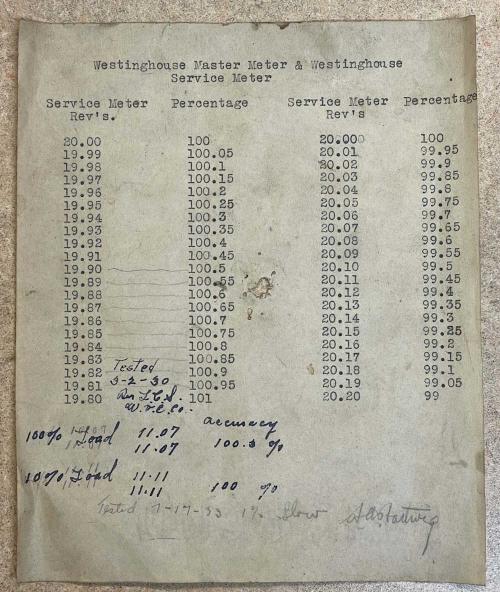 Westinghouse Master Meter & Westinghouse
Service Meter
Service Meter Percentage Service Meter Percentage
Rev's. Rev's
20.00 100 20.000 100
19.99 100.05 20.01 99.95
19.98 100.1 20.02 99.9
19.97 100.15 20.03 99.85
19.96 100.2 20.04 99.8
19.95 100.25 20.05 99.75
19.94 100.3 20.06 99.7
19.93 100.35 20.07 99.65
19.92 100.4 20.08 99.6
19.91 100.45 20.09 99.55
19.90 100.5 20.10 99.5
19.89 100.55 20.11 99.45
19.88 100.6 20.12 99.4
19.87 100.65 20.13 99.35
19.86 100.7 20.14 99.3
19.85 100.75 20.15 99.25
19.84 100.8 20.16 99.2
19.83 100.85 20.17 99.15
19.82 100.9 20.18 99.1
19.81 100.95 20.19 99.05
19.80 101 20.20 99
Tested
3-2-30
Accuracy
100% Load 11.07
11.07 100.3 %
10% Load 11.11
11.11 100 %
Tested 7-17-33 1% Slow